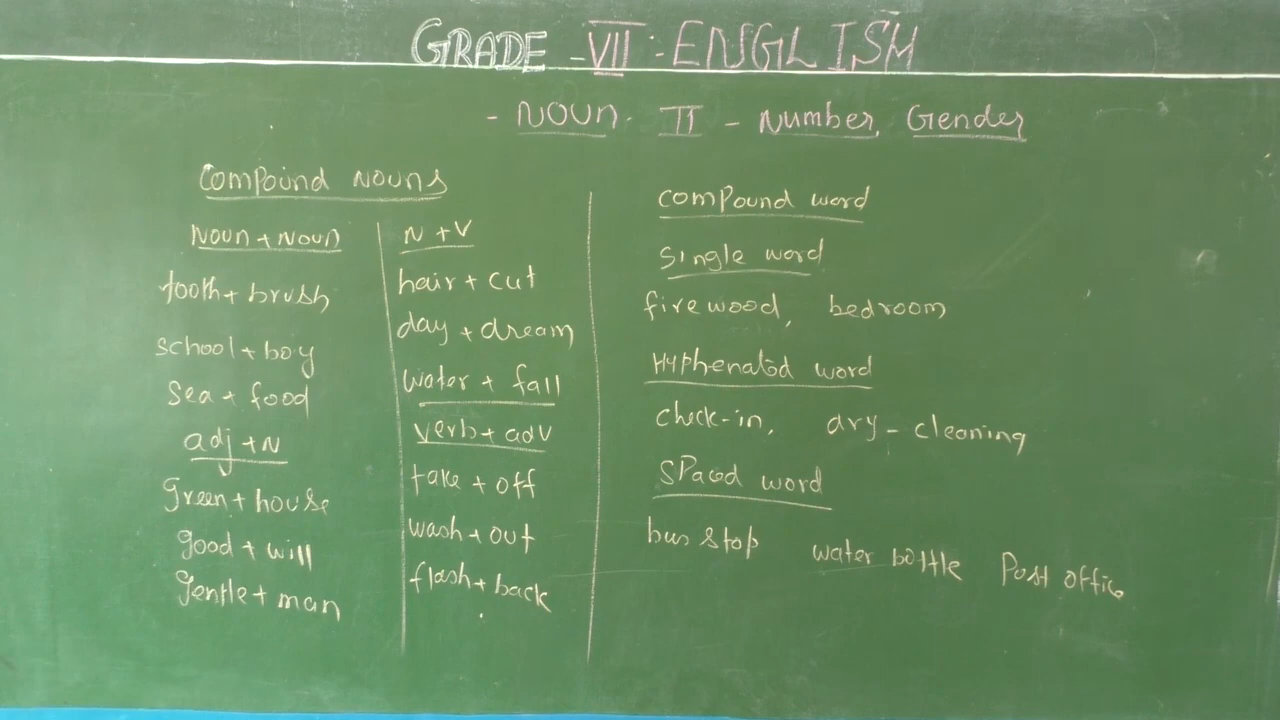 GRADE - VII : ENGLISH
- NOUN. II - Number, Gender
Compound Nouns
Noun + Noun
tooth + brush
school + boy
Sea + food
adj + N
green + house
good + will
gentle + man
N + V
hair + cut
day + dream
water + fall
verb + adv
take + off
wash + out
flash + back
compound word
Single word
firewood, bedroom
Hyphenated word
check-in, dry-cleaning
Spaced word
bus stop water bottle Post office